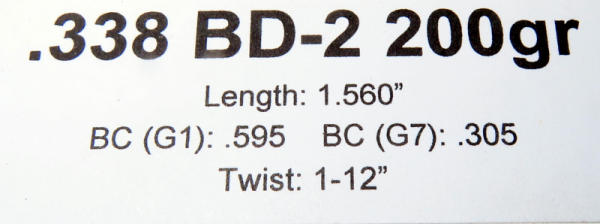 .338 BD-2 200gr
Length: 1.560”
BC (G1): .595 BC (G7): .305
Twist: 1-12”